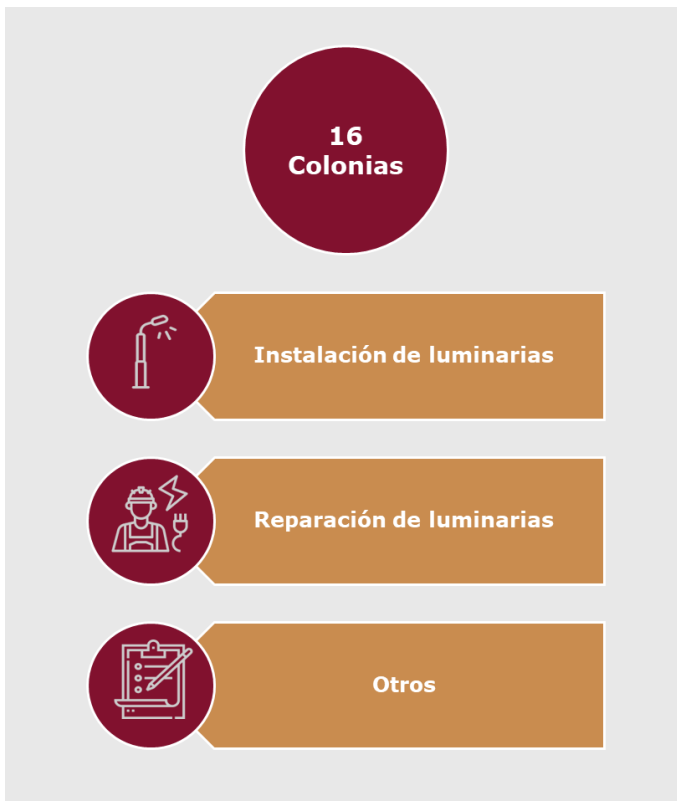 16
Colonias
Instalación de luminarias
Reparación de luminarias
Otros